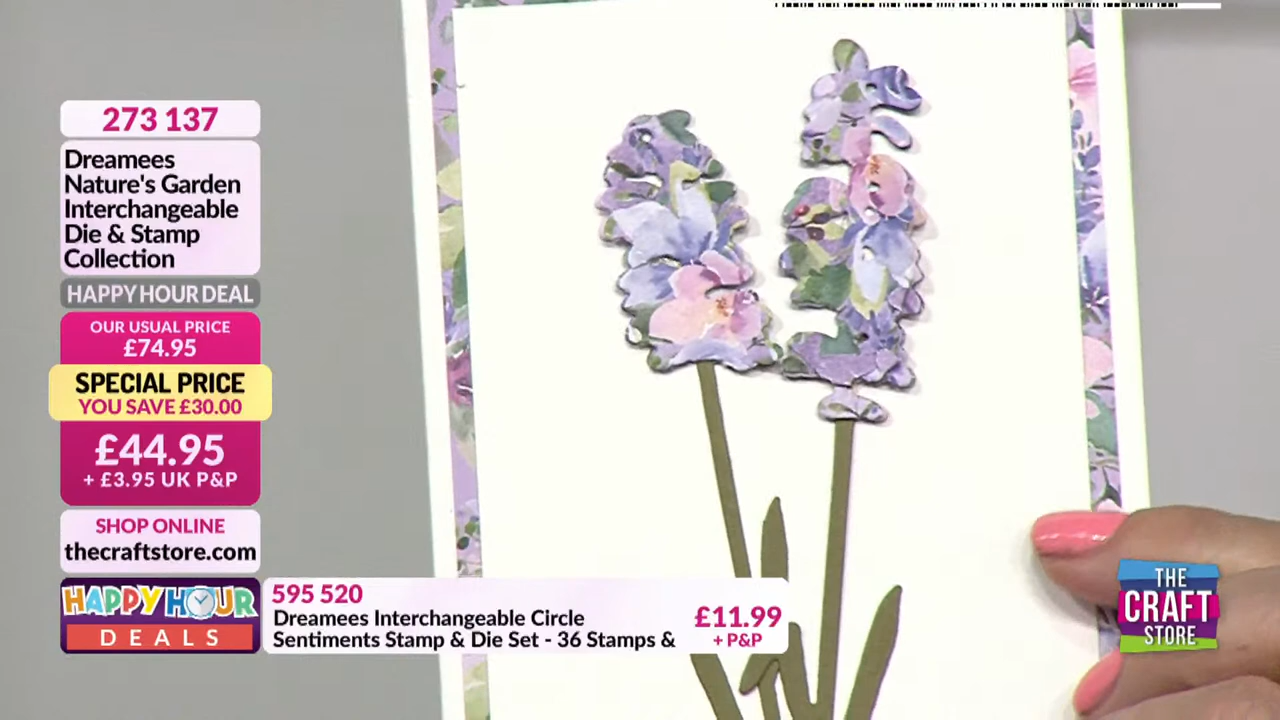 273 137
Dreamees
Nature's Garden
Interchangeable
Die & Stamp
Collection
HAPPY HOUR DEAL
OUR USUAL PRICE
£74.95
SPECIAL PRICE
YOU SAVE £30.00
£44.95
+ £3.95 UK P&P
SHOP ONLINE
thecraftstore.com
HAPPY HOUR
DEALS
595 520
Dreamees Interchangeable Circle
Sentiments Stamp & Die Set - 36 Stamps &
£11.99
+ P&P
THE
CRAFT
STORE